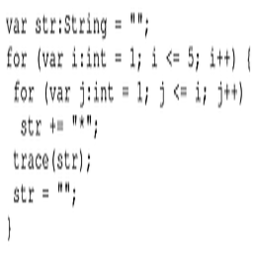 var str:String = "";
for (var i:int = 1; i <= 5; i++) {
for (var j:int = 1; j <= i; j++)
str += "*";
trace(str);
str = "";
}